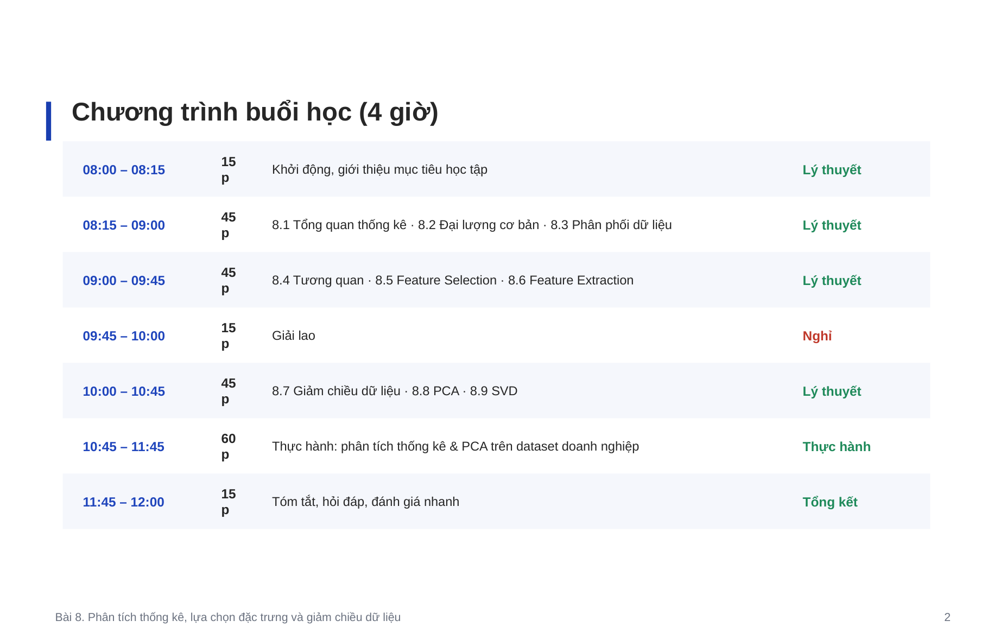 Chương trình buổi học (4 giờ)
08:00 – 08:15
15
p
Khởi động, giới thiệu mục tiêu học tập
Lý thuyết
08:15 – 09:00
45
p
8.1 Tổng quan thống kê · 8.2 Đại lượng cơ bản · 8.3 Phân phối dữ liệu
Lý thuyết
09:00 – 09:45
45
p
8.4 Tương quan · 8.5 Feature Selection · 8.6 Feature Extraction
Lý thuyết
09:45 – 10:00
15
p
Giải lao
Nghỉ
10:00 – 10:45
45
p
8.7 Giảm chiều dữ liệu · 8.8 PCA · 8.9 SVD
Lý thuyết
10:45 – 11:45
60
p
Thực hành: phân tích thống kê & PCA trên dataset doanh nghiệp
Thực hành
11:45 – 12:00
15
p
Tóm tắt, hỏi đáp, đánh giá nhanh
Tổng kết
Bài 8. Phân tích thống kê, lựa chọn đặc trưng và giảm chiều dữ liệu
2